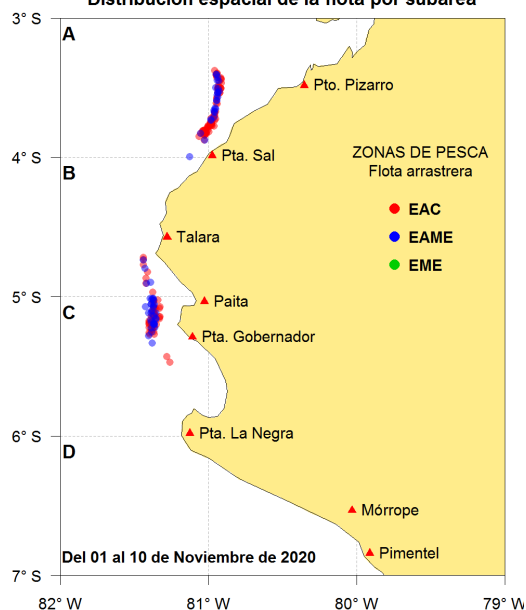 Distribución espacial de la flota por subárea
3° S
A
Pto. Pizarro
4° S
Pta. Sal
B
ZONAS DE PESCA
Flota arrastrera
EAC
EAME
EME
Talara
5° S
C
Paita
Pta. Gobernador
6° S
Pta. La Negra
D
Mórrope
Pimentel
Del 01 al 10 de Noviembre de 2020
7° S
82° W
81° W
80° W
79° W